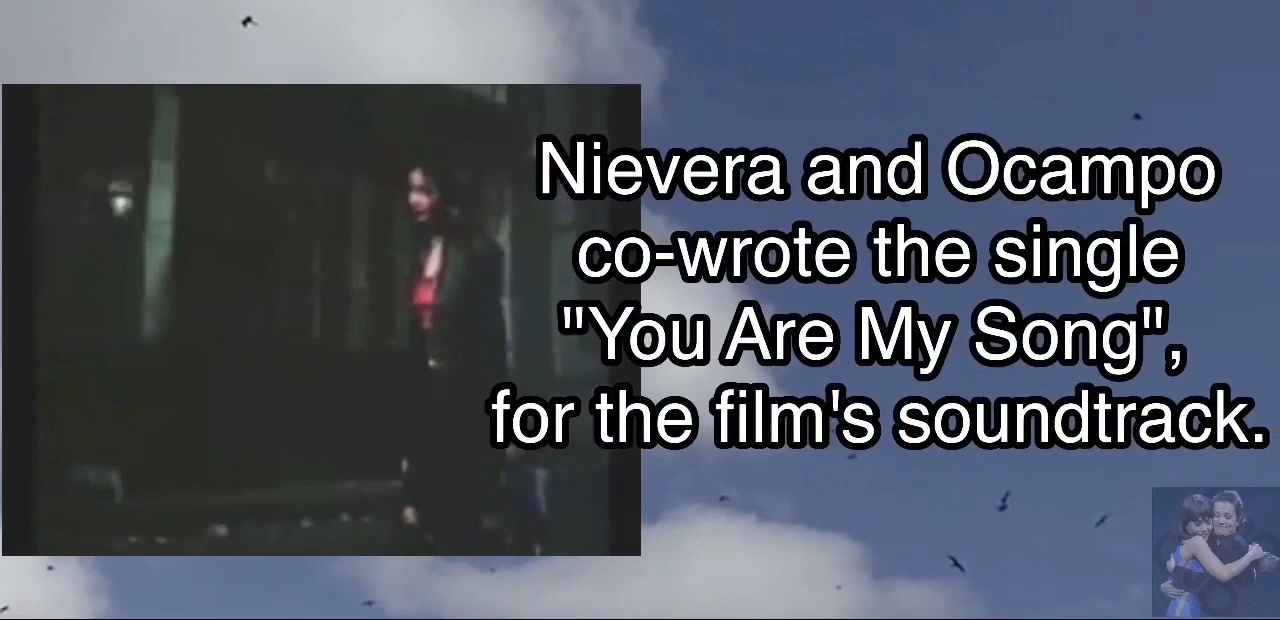 Nievera and Ocampo
co-wrote the single
"You Are My Song",
for the film's soundtrack.